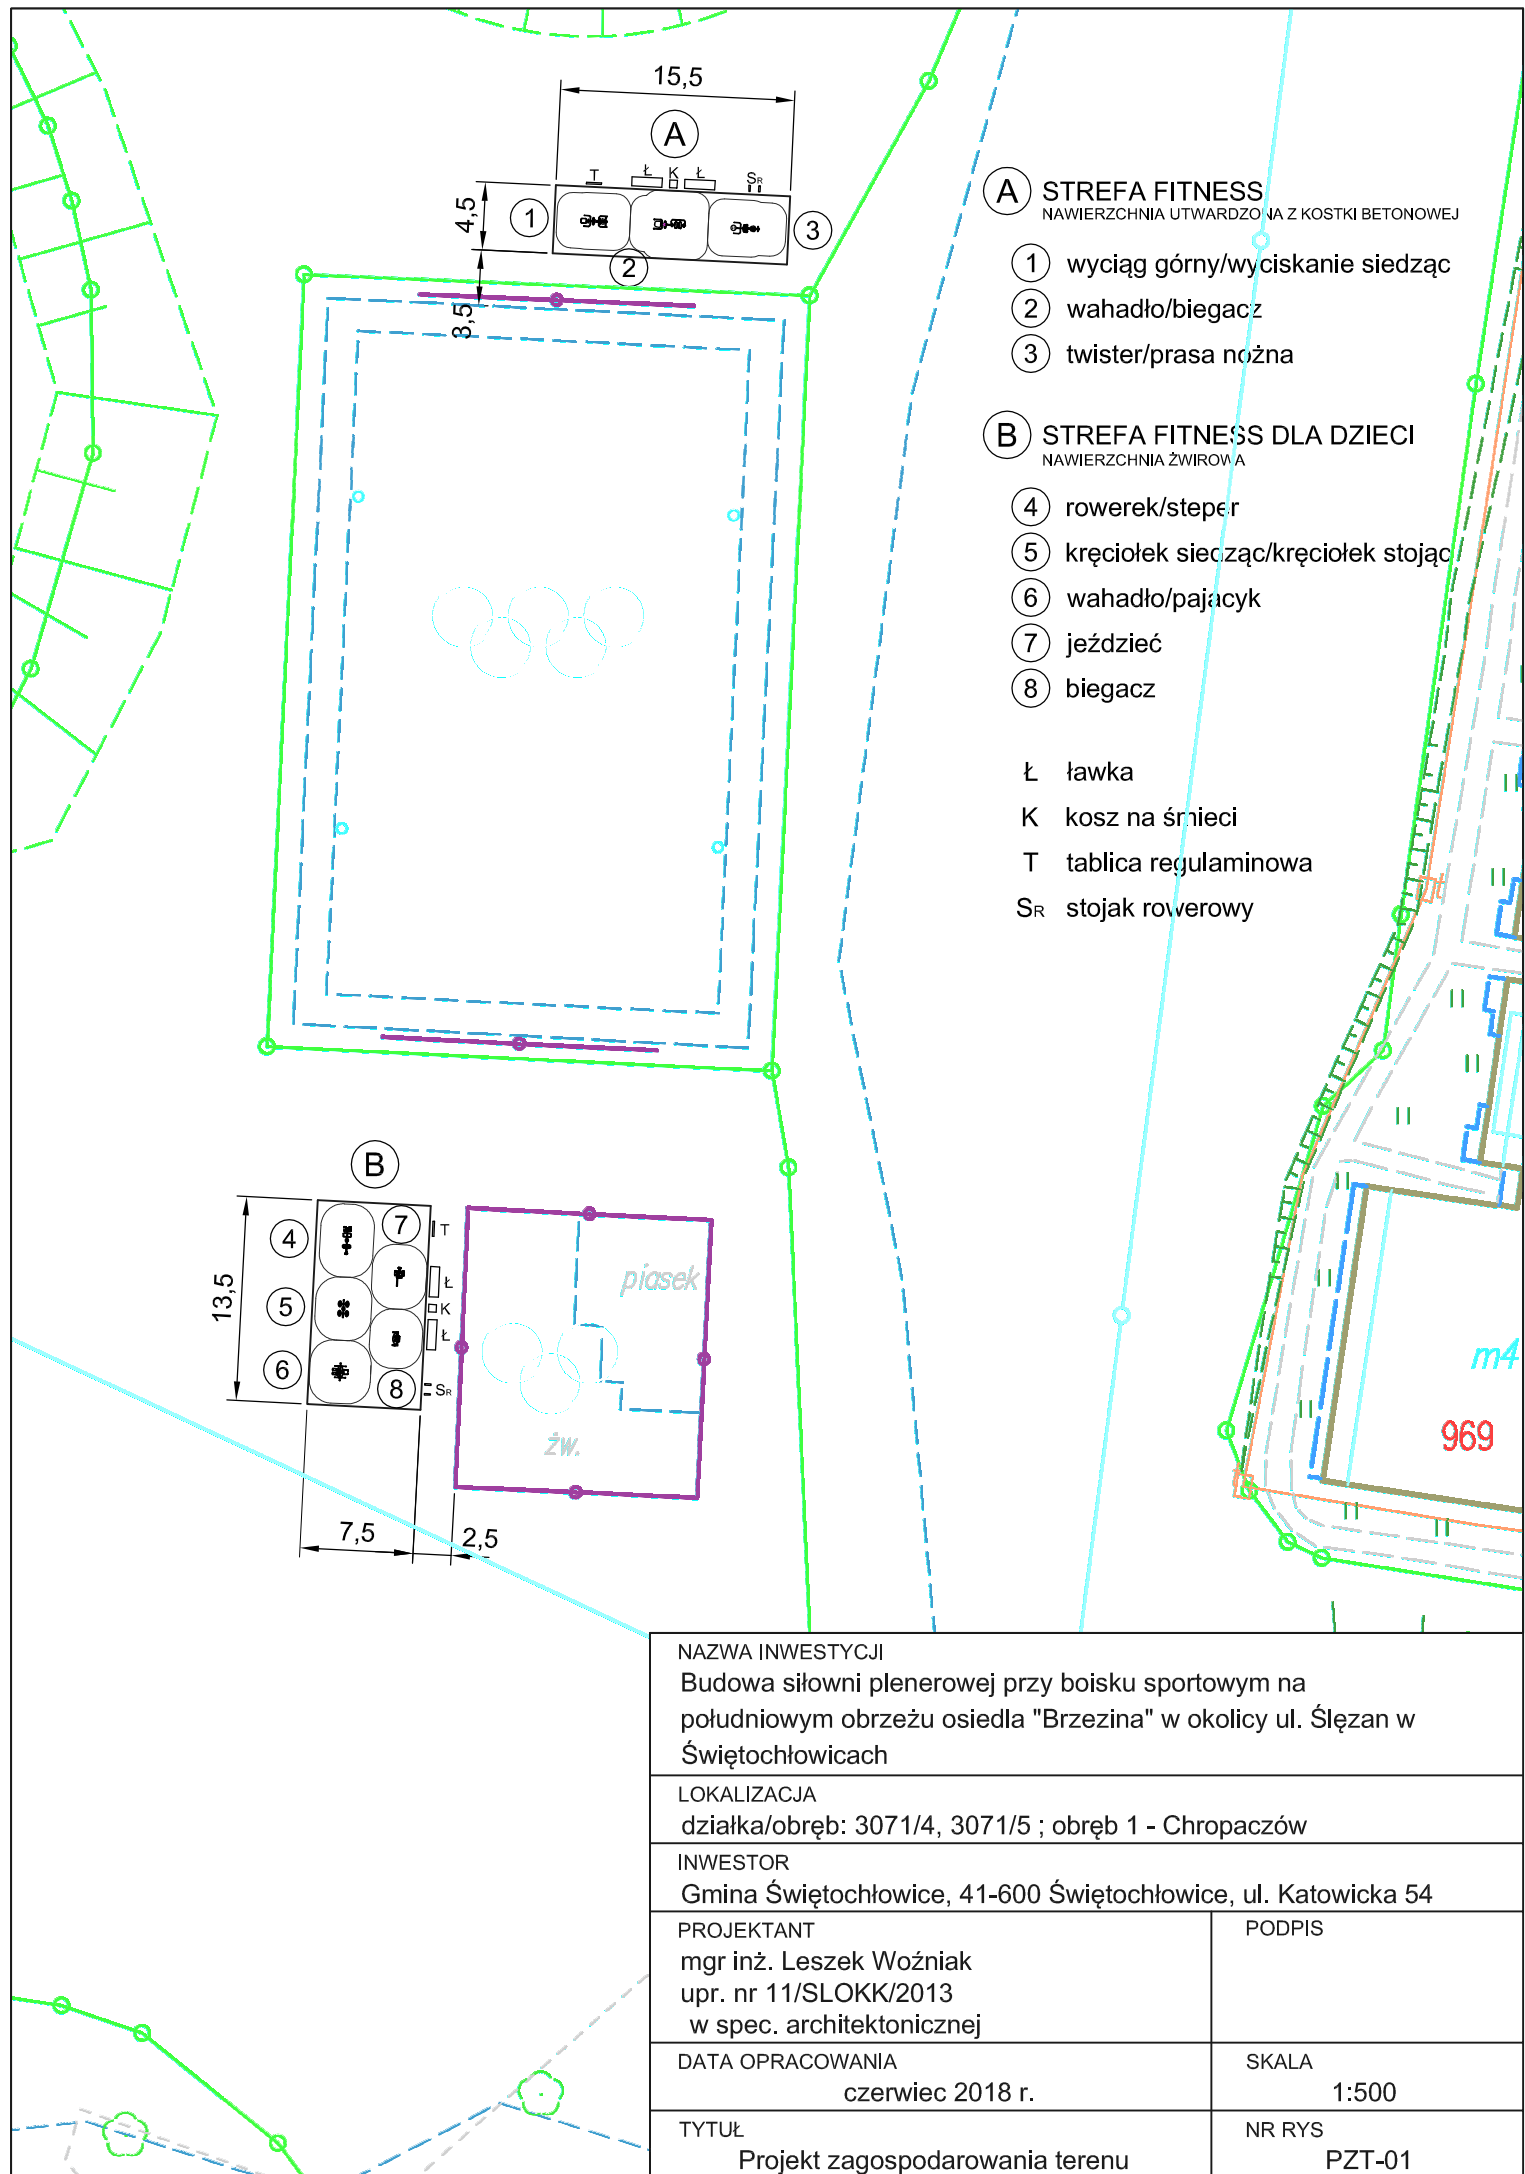 15,5
A
T
Ł
K
Ł
SR
4,5
1
2
3
3,5
A STREFA FITNESS
NAWIERZCHNIA UTWARDZONA Z KOSTKI BETONOWEJ
1 wyciąg górny/wyciskanie siedząc
2 wahadło/biegacz
3 twister/prasa nożna
B STREFA FITNESS DLA DZIECI
NAWIERZCHNIA ŻWIROWA
4 rowerek/steper
5 kręciołek siedząc/kręciołek stojąc
6 wahadło/pajacyk
7 jeździeć
8 biegacz
Ł ławka
K kosz na śmieci
T tablica regulaminowa
SR stojak rowerowy
t
B
4
7
T
13,5
5
Ł
K
Ł
6
8
SR
piasek
żw.
7,5
2,5
m4
969
NAZWA INWESTYCJI
Budowa siłowni plenerowej przy boisku sportowym na
południowym obrzeżu osiedla "Brzezina" w okolicy ul. Ślęzan w
Świętochłowicach
LOKALIZACJA
działka/obręb: 3071/4, 3071/5 ; obręb 1 - Chropaczów
INWESTOR
Gmina Świętochłowice, 41-600 Świętochłowice, ul. Katowicka 54
PROJEKTANT
mgr inż. Leszek Woźniak
upr. nr 11/SLOKK/2013
w spec. architektonicznej
PODPIS
DATA OPRACOWANIA
czerwiec 2018 r.
SKALA
1:500
TYTUŁ
Projekt zagospodarowania terenu
NR RYS
PZT-01